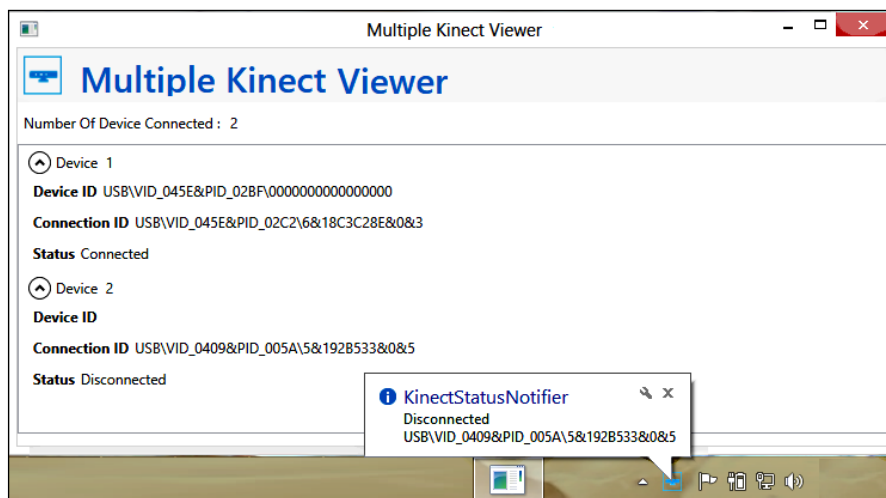 Multiple Kinect Viewer
Multiple Kinect Viewer
Number Of Device Connected : 2
Device 1
Device ID USB\VID_045E&PID_02BF\0000000000000000
Connection ID USB\VID_045E&PID_02C2\6&18C3C28E&0&3
Status Connected
Device 2
Device ID
Connection ID USB\VID_0409&PID_005A\5&192B533&0&5
Status Disconnected
KinectStatusNotifier
Disconnected
USB\VID_0409&PID_005A\5&192B533&0&5